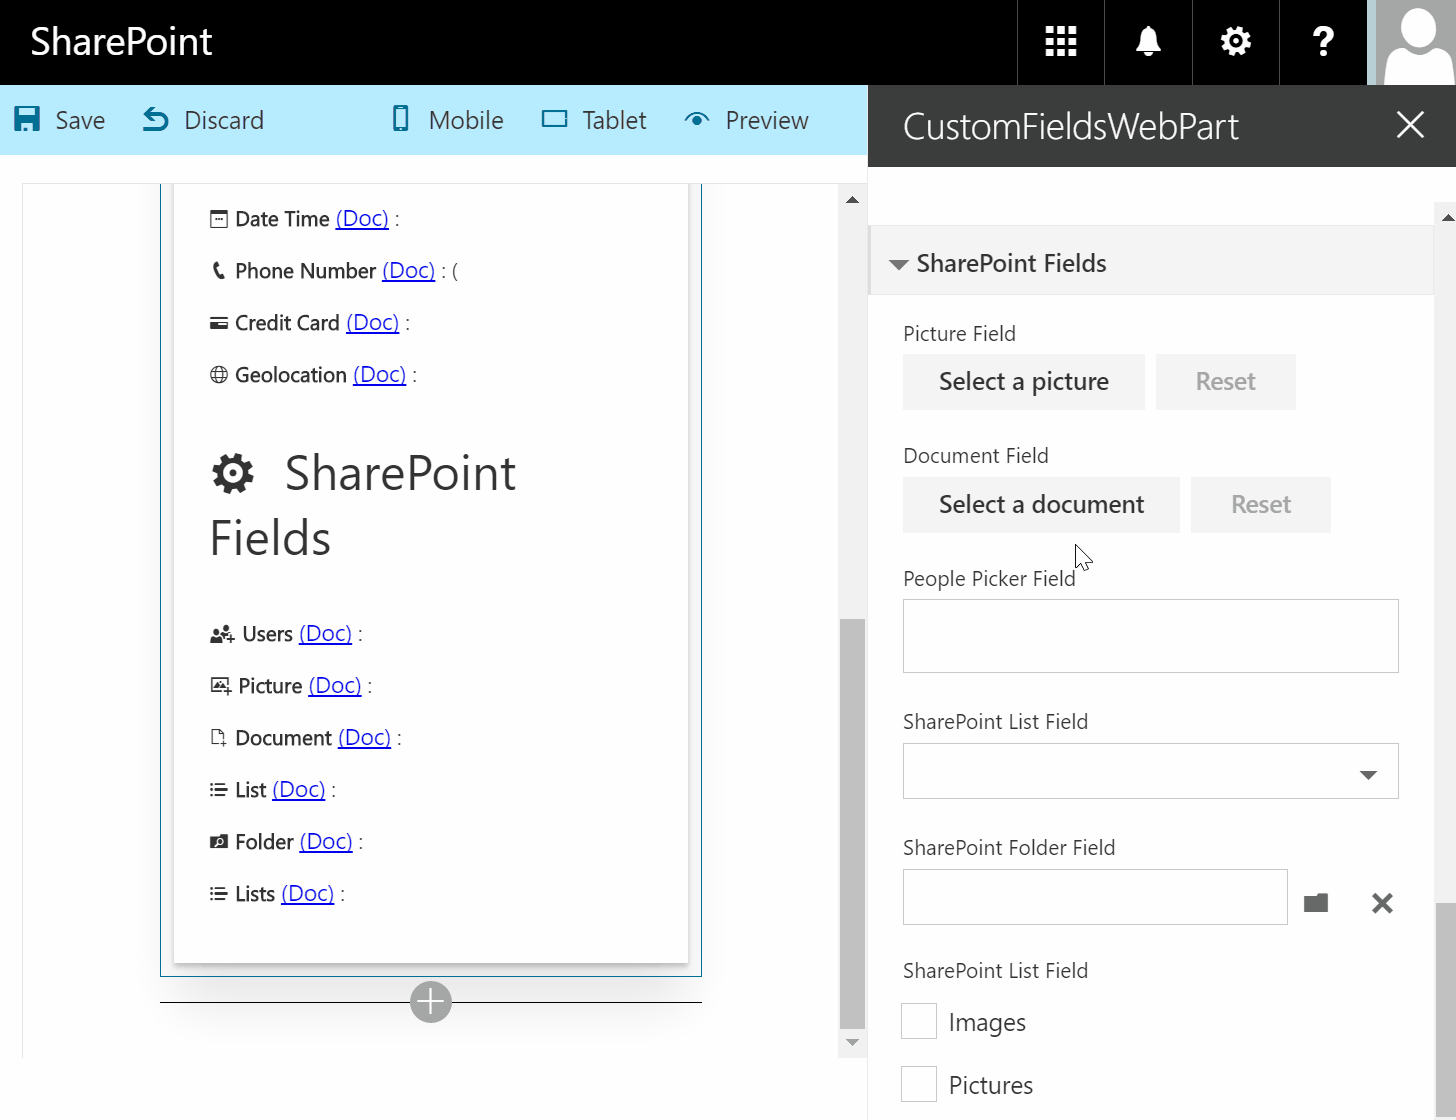 SharePoint
?
Save
Discard
Mobile
Tablet
Preview
CustomFieldsWebPart
Date Time (Doc) :
Phone Number (Doc) : (
Credit Card (Doc) :
Geolocation (Doc) :
SharePoint
Fields
Users (Doc) :
Picture (Doc) :
Document (Doc) :
List (Doc) :
Folder (Doc) :
Lists (Doc) :
SharePoint Fields
Picture Field
Select a picture
Reset
Document Field
Select a document
Reset
People Picker Field
SharePoint List Field
SharePoint Folder Field
SharePoint List Field
Images
Pictures